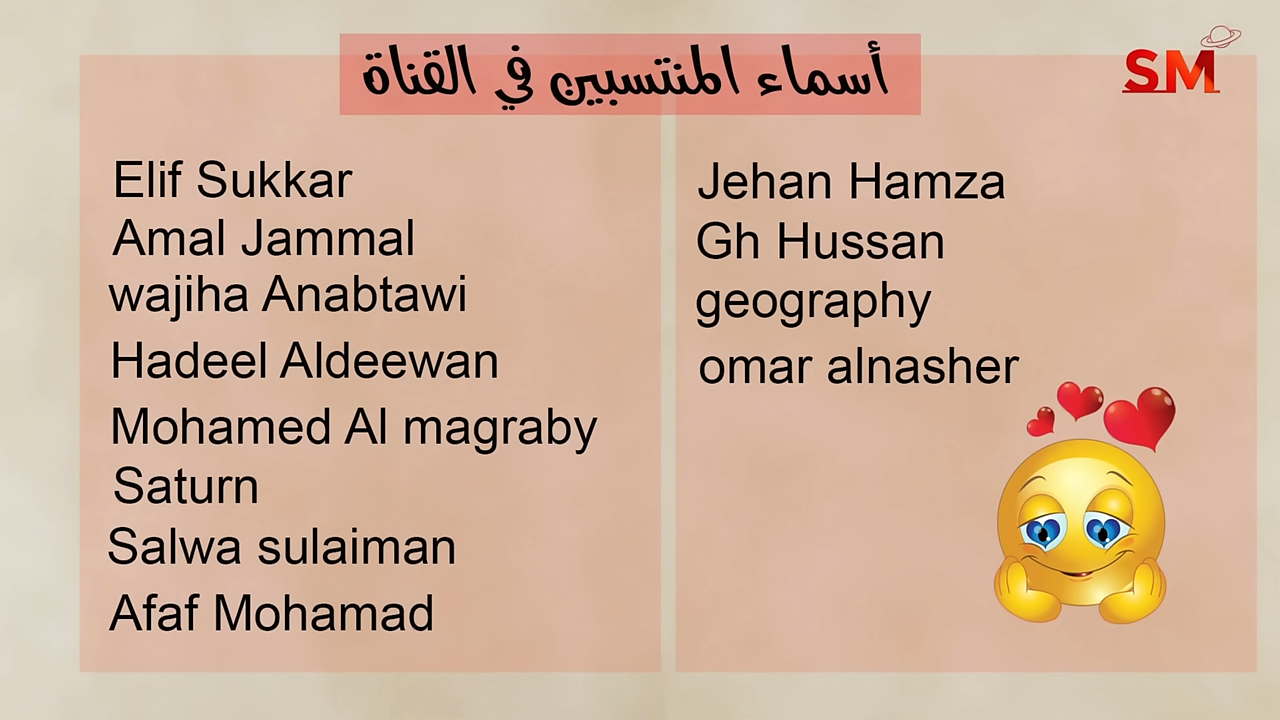 أسماء المنتسبين في القناة
SM
Elif Sukkar
Amal Jammal
wajiha Anabtawi
Hadeel Aldeewan
Mohamed Al magraby
Saturn
Salwa sulaiman
Afaf Mohamad
Jehan Hamza
Gh Hussan
geography
omar alnasher